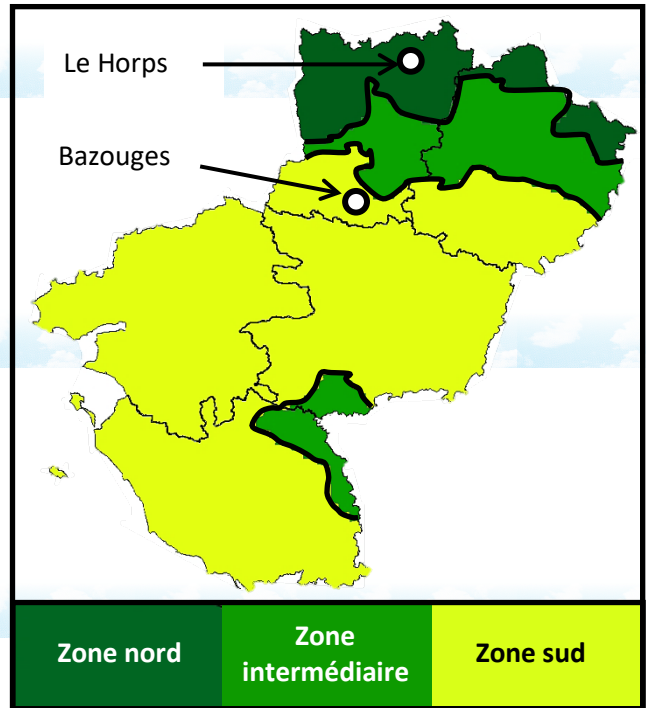 Le Horps
Bazouges
Zone nord
Zone
intermédiaire
Zone sud